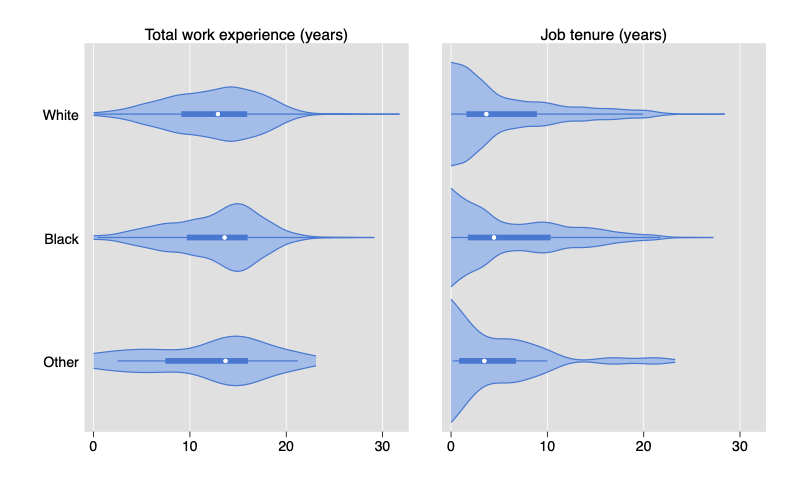 Total work experience (years)
Job tenure (years)
White
Black
Other
0 10 20 30
0 10 20 30